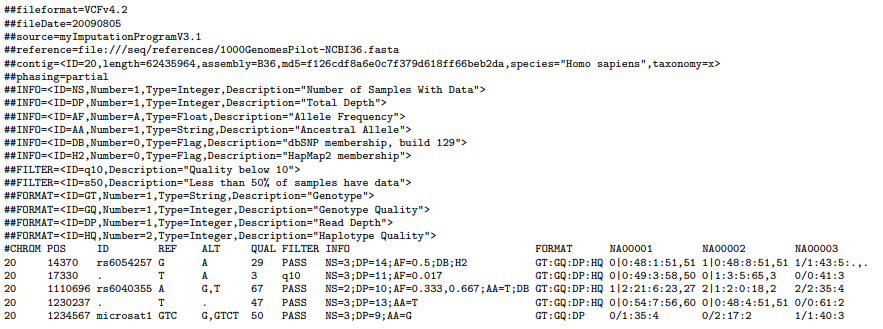 ##fileformat=VCFv4.2
##fileDate=20090805
##source=myImputationProgramV3.1
##reference=file:///seq/references/1000GenomesPilot-NCBI36.fasta
##contig=<ID=20,length=62435964,assembly=B36,md5=f126cdf8a6e0c7f379d618ff66beb2da,species="Homo sapiens",taxonomy=x>
##phasing=partial
##INFO=<ID=NS,Number=1,Type=Integer,Description="Number of Samples With Data">
##INFO=<ID=DP,Number=1,Type=Integer,Description="Total Depth">
##INFO=<ID=AF,Number=A,Type=Float,Description="Allele Frequency">
##INFO=<ID=AA,Number=1,Type=String,Description="Ancestral Allele">
##INFO=<ID=DB,Number=0,Type=Flag,Description="dbSNP membership, build 129">
##INFO=<ID=H2,Number=0,Type=Flag,Description="HapMap2 membership">
##FILTER=<ID=q10,Description="Quality below 10">
##FILTER=<ID=s50,Description="Less than 50% of samples have data">
##FORMAT=<ID=GT,Number=1,Type=String,Description="Genotype">
##FORMAT=<ID=GQ,Number=1,Type=Integer,Description="Genotype Quality">
##FORMAT=<ID=DP,Number=1,Type=Integer,Description="Read Depth">
##FORMAT=<ID=HQ,Number=2,Type=Integer,Description="Haplotype Quality">
#CHROM POS ID REF ALT QUAL FILTER INFO FORMAT NA00001 NA00002 NA00003
20 14370 rs6054257 G A 29 PASS NS=3;DP=14;AF=0.5;DB;H2 GT:GQ:DP:HQ 0|0:48:1:51,51 1|0:48:8:51,51 1/1:43:5:.,.
20 17330 . T A 3 q10 NS=3;DP=11;AF=0.017 GT:GQ:DP:HQ 0|0:49:3:58,50 0|1:3:5:65,3 0/0:41:3
20 1110696 rs6040355 A G,T 67 PASS NS=2;DP=10;AF=0.333,0.667;AA=T;DB GT:GQ:DP:HQ 1|2:21:6:23,27 2|1:2:0:18,2 2/2:35:4
20 1230237 . T . 47 PASS NS=3;DP=13;AA=T GT:GQ:DP:HQ 0|0:54:7:56,60 0|0:48:4:51,51 0/0:61:2
20 1234567 microsat1 GTC G,GTCT 50 PASS NS=3;DP=9;AA=G GT:GQ:DP 0/1:35:4 0/2:17:2 1/1:40:3